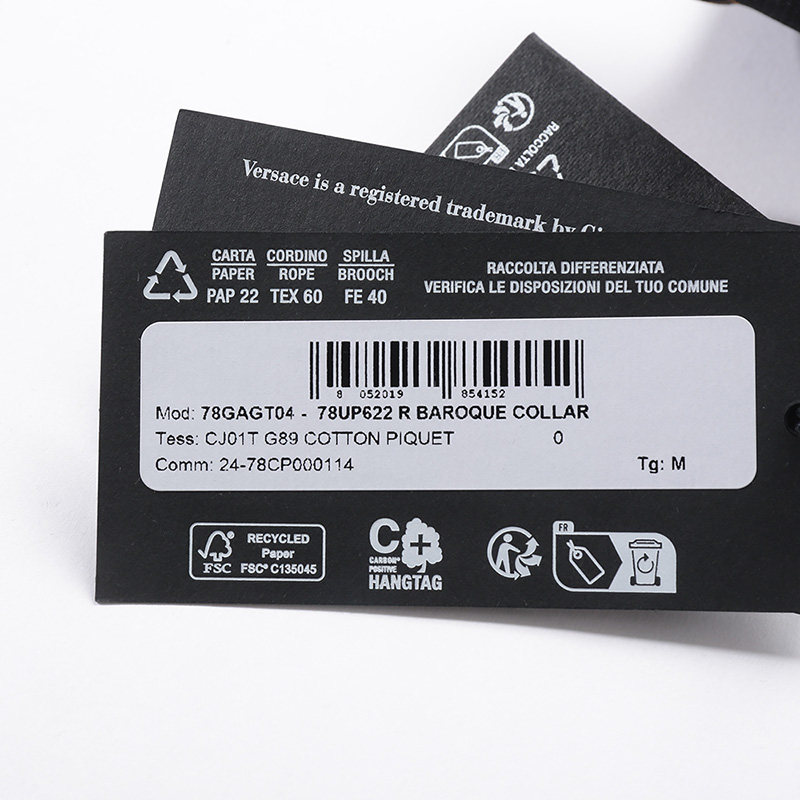 RACCOLTA
Versace is a registered trademark by
CARTA CORDINO SPILLA
PAPER ROPE BROOCH
PAP 22 TEX 60 FE 40
RACCOLTA DIFFERENZIATA
VERIFICA LE DISPOSIZIONI DEL TUO COMUNE
8 052019 854152
Mod: 78GAGT04 - 78UP622 R BAROQUE COLLAR
Tess: CJ01T G89 COTTON PIQUET 0
Comm: 24-78CP000114 Tg: M
FSC
RECYCLED
Paper
FSC® C135045
C+
CARBON®
POSITIVE
HANGTAG
FR